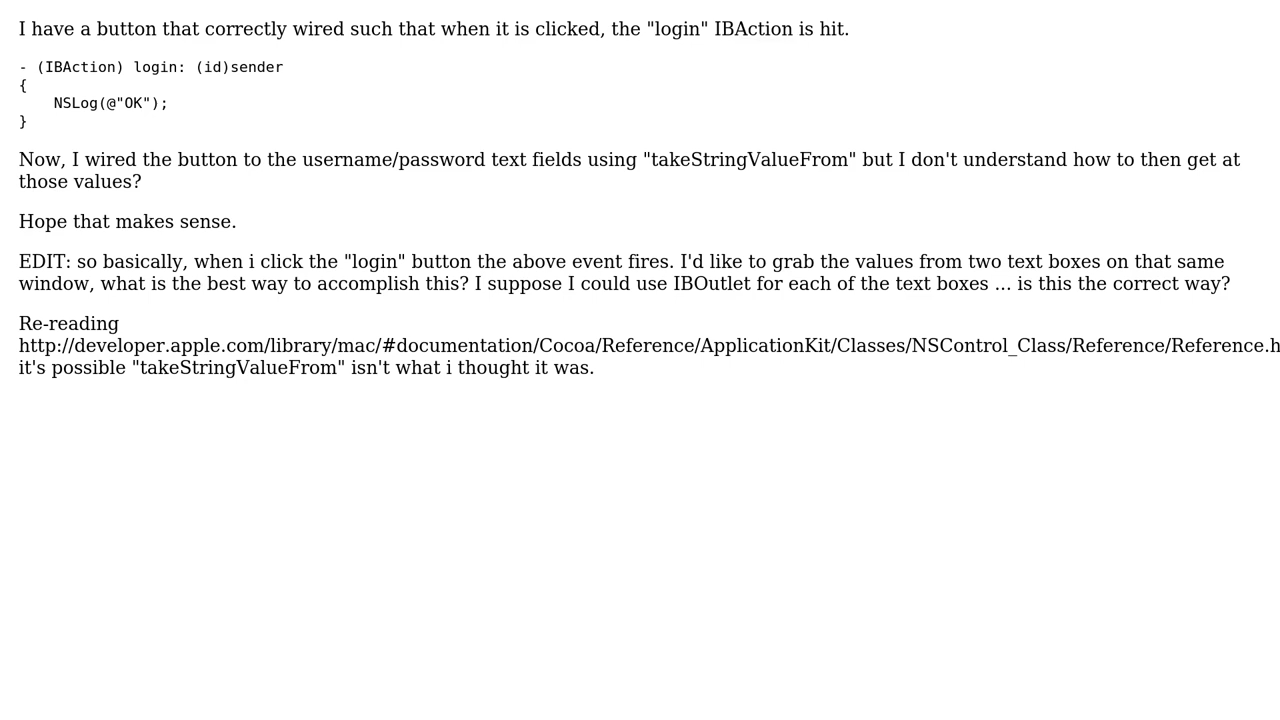 I have a button that correctly wired such that when it is clicked, the "login" IBAction is hit.
- (IBAction) login: (id)sender
{
    NSLog(@"OK");
}
Now, I wired the button to the username/password text fields using "takeStringValueFrom" but I don't understand how to then get at
those values?
Hope that makes sense.
EDIT: so basically, when i click the "login" button the above event fires. I'd like to grab the values from two text boxes on that same
window, what is the best way to accomplish this? I suppose I could use IBOutlet for each of the text boxes ... is this the correct way?
Re-reading
http://developer.apple.com/library/mac/#documentation/Cocoa/Reference/ApplicationKit/Classes/NSControl_Class/Reference/Reference.h
it's possible "takeStringValueFrom" isn't what i thought it was.